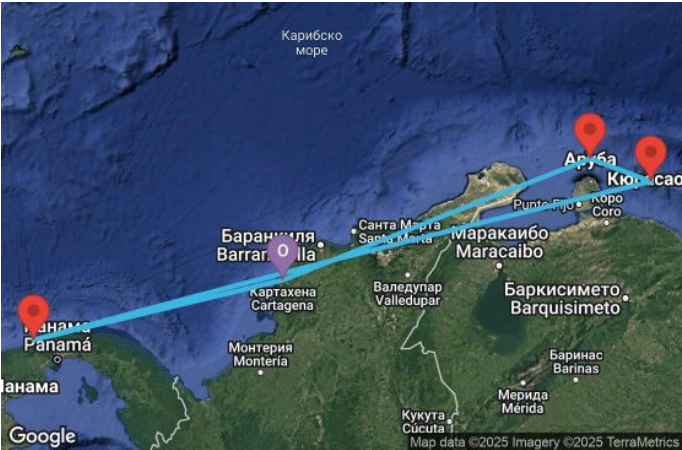 Карибско
море
Аруба
Кюрасао
Punto Fijo
Коро
Coro
Санта Марта
Santa Marta
Баранкиля
Barranquilla
Маракаибо
Maracaibo
O
Картахена
Cartagena
Валедупар
Valledupar
Баркисимето
Barquisimeto
Панама
Panamá
Монтерия
Montería
Баринас
Barinas
Панама
Мерида
Mérida
Кукута
Cúcuta
Google
Map data ©2025 Imagery ©2025 TerraMetrics